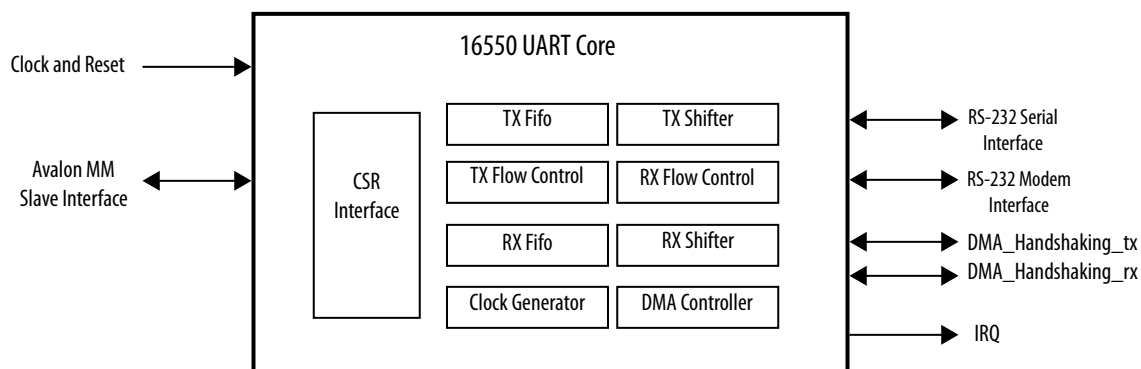 16550 UART Core
Clock and Reset
Avalon MM
Slave Interface
CSR
Interface
TX Fifo
TX Shifter
TX Flow Control
RX Flow Control
RX Fifo
RX Shifter
Clock Generator
DMA Controller
RS-232 Serial
Interface
RS-232 Modem
Interface
DMA_Handshaking_tx
DMA_Handshaking_rx
IRQ